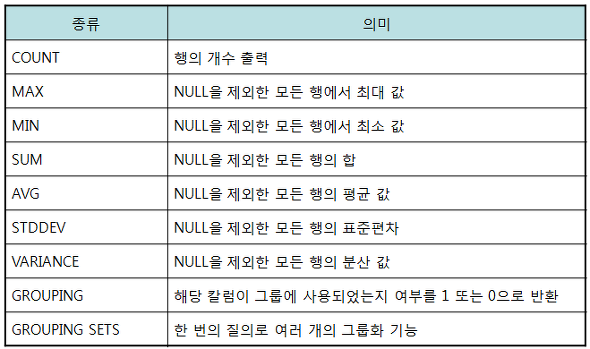 종류 의미
COUNT 행의 개수 출력
MAX NULL을 제외한 모든 행에서 최대 값
MIN NULL을 제외한 모든 행에서 최소 값
SUM NULL을 제외한 모든 행의 합
AVG NULL을 제외한 모든 행의 평균 값
STDDEV NULL을 제외한 모든 행의 표준편차
VARIANCE NULL을 제외한 모든 행의 분산 값
GROUPING 해당 칼럼이 그룹에 사용되었는지 여부를 1 또는 0으로 반환
GROUPING SETS 한 번의 질의로 여러 개의 그룹화 기능